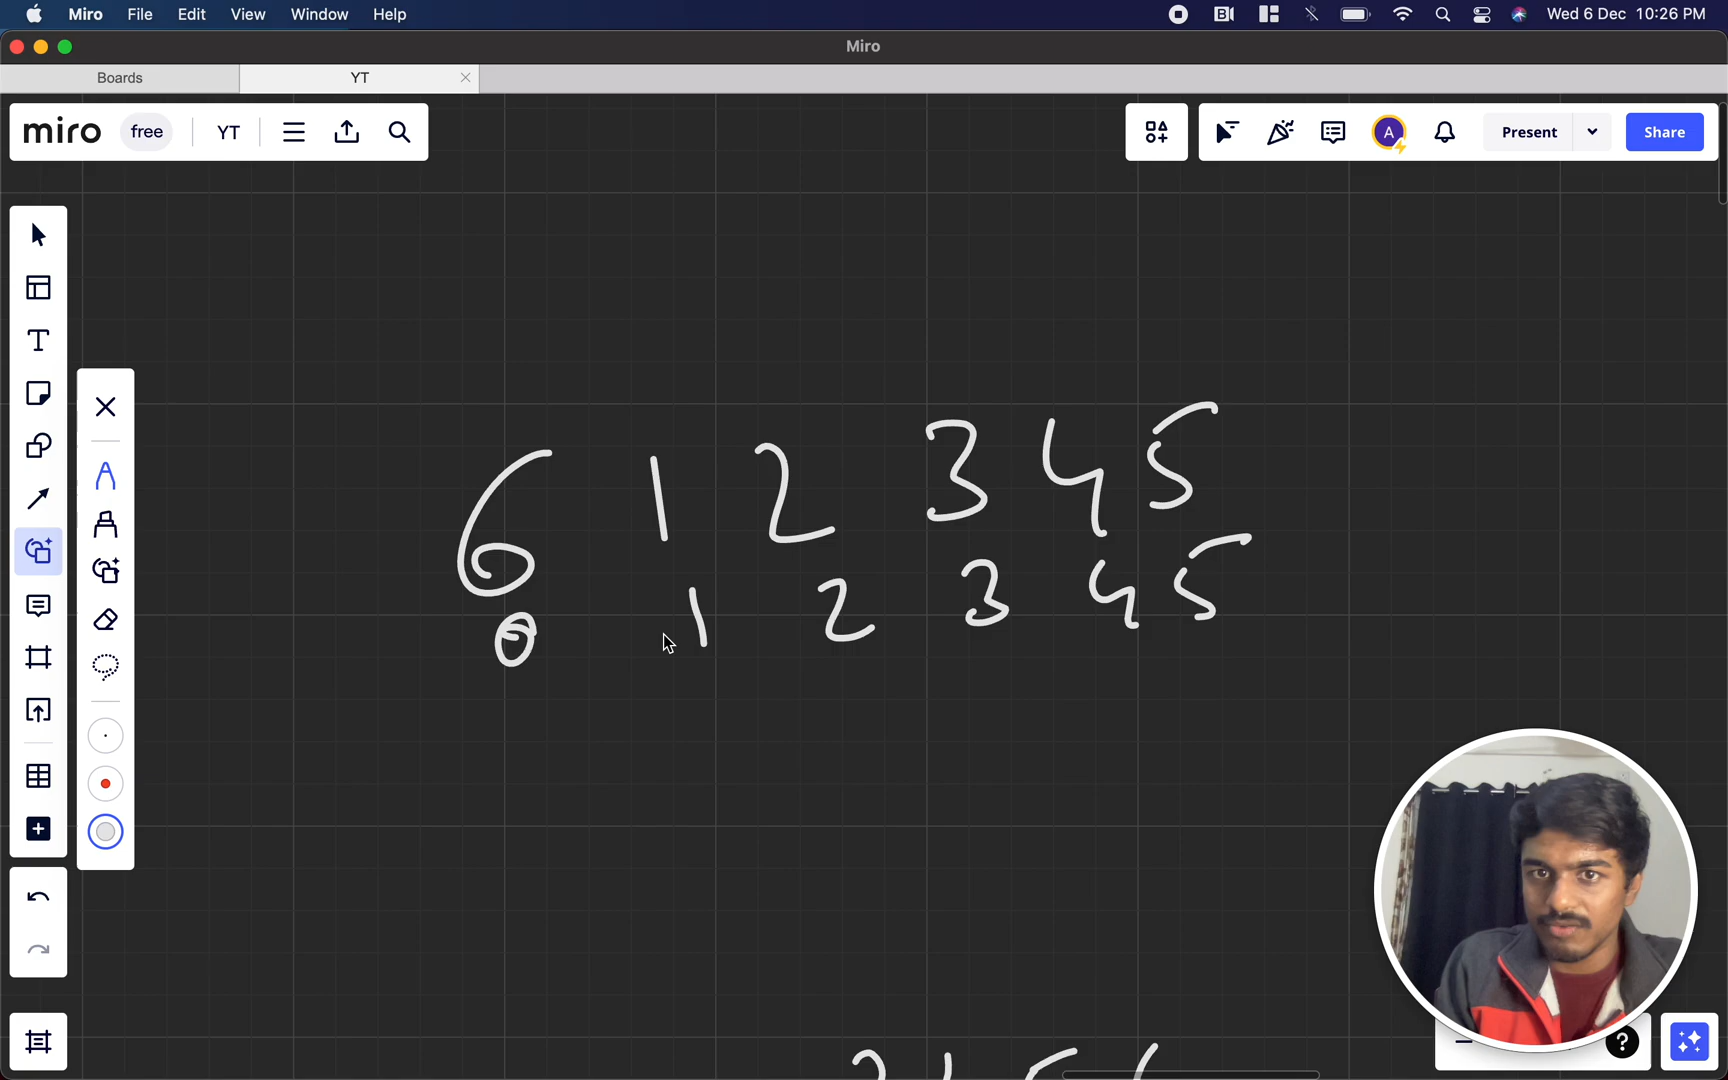 Miro File Edit View Window Help Wed 6 Dec 10:26 PM
Miro
Boards YT
miro free YT Present Share
A
T
6 1 2 3 4 5
0 1 2 3 4 5
?